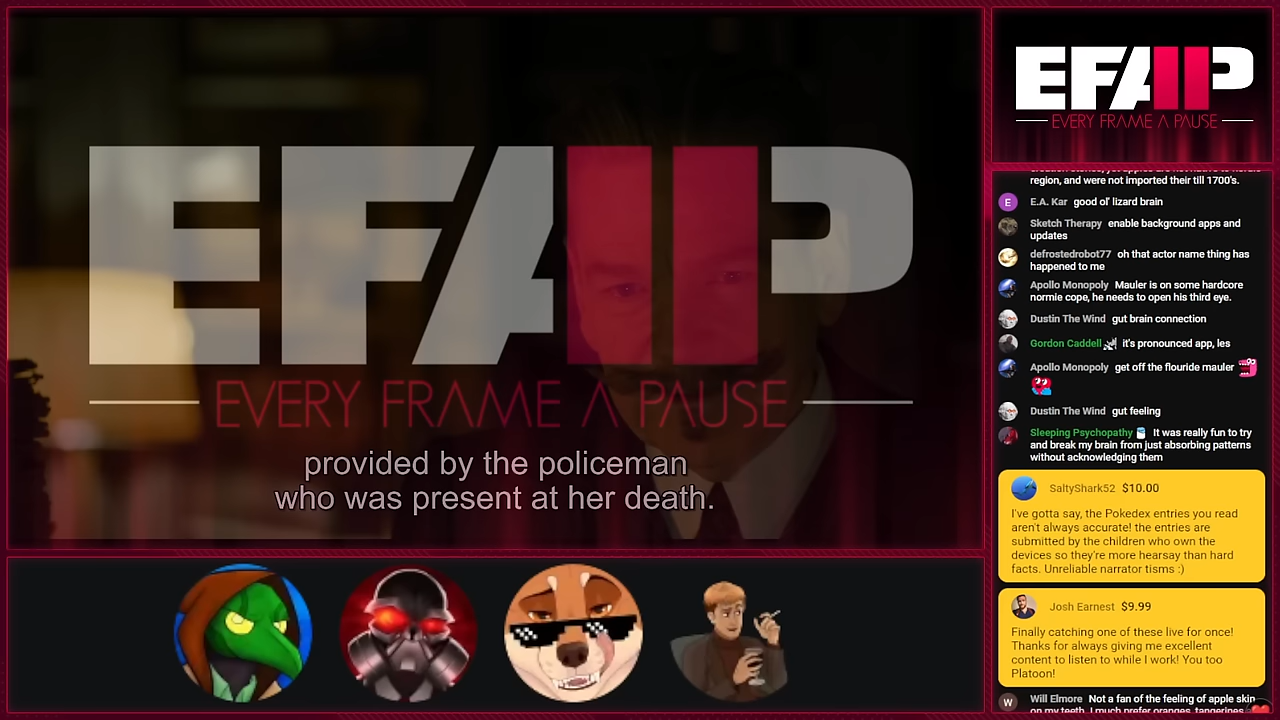 EFAP
EVERY FRAME A PAUSE
provided by the policeman
who was present at her death.
EFAP
EVERY FRAME A PAUSE
region, and were not imported their till 1700's.
E
E.A. Kar good ol' lizard brain
Sketch Therapy enable background apps and
updates
defrostedrobot77 oh that actor name thing has
happened to me
Apollo Monopoly Mauler is on some hardcore
normie cope, he needs to open his third eye.
Dustin The Wind gut brain connection
Gordon Caddell it's pronounced app, les
Apollo Monopoly get off the flouride mauler
Dustin The Wind gut feeling
Sleeping Psychopathy It was really fun to try
and break my brain from just absorbing patterns
without acknowledging them
SaltyShark52 $10.00
I've gotta say, the Pokedex entries you read
aren't always accurate! the entries are
submitted by the children who own the
devices so they're more hearsay than hard
facts. Unreliable narrator tisms :)
Josh Earnest $9.99
Finally catching one of these live for once!
Thanks for always giving me excellent
content to listen to while I work! You too
Platoon!
W
Will Elmore Not a fan of the feeling of apple skin
on my teeth. I much prefer oranges, tangerines,